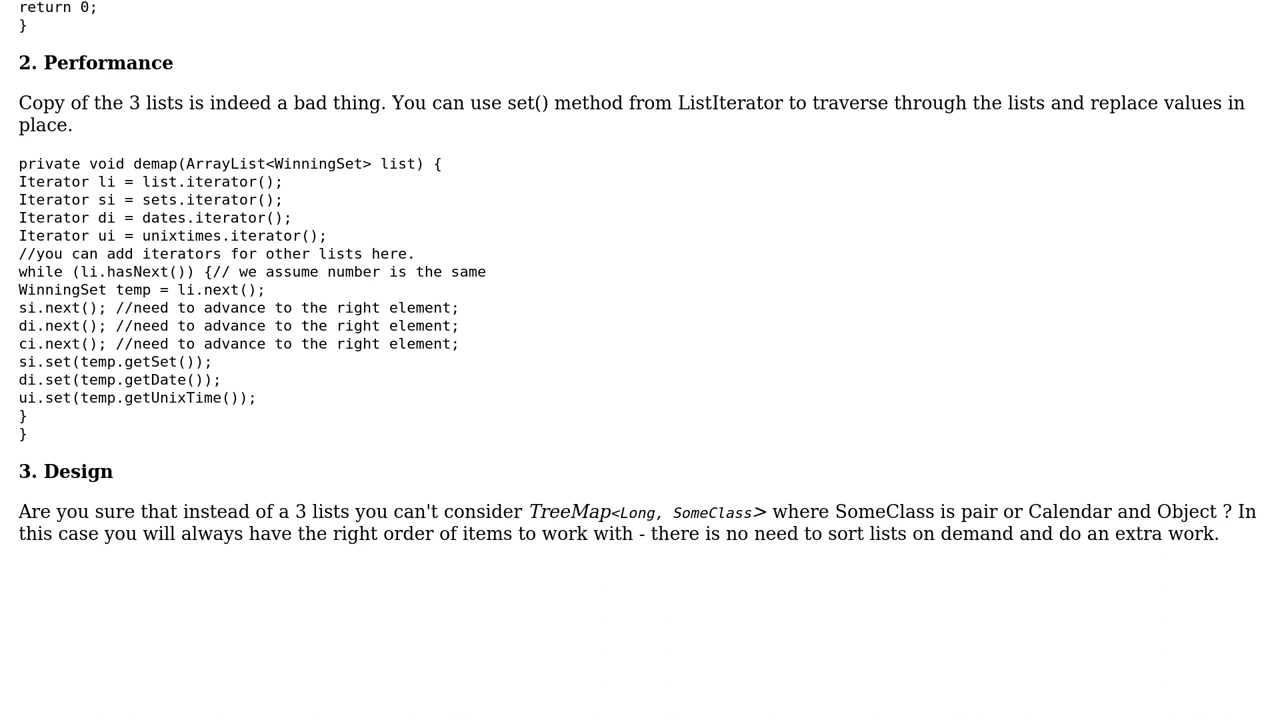 return 0;
}
2. Performance
Copy of the 3 lists is indeed a bad thing. You can use set() method from ListIterator to traverse through the lists and replace values in
place.
private void demap(ArrayList<WinningSet> list) {
Iterator li = list.iterator();
Iterator si = sets.iterator();
Iterator di = dates.iterator();
Iterator ui = unixtimes.iterator();
//you can add iterators for other lists here.
while (li.hasNext()) {// we assume number is the same
WinningSet temp = li.next();
si.next(); //need to advance to the right element;
di.next(); //need to advance to the right element;
ci.next(); //need to advance to the right element;
si.set(temp.getSet());
di.set(temp.getDate());
ui.set(temp.getUnixTime());
}
}
3. Design
Are you sure that instead of a 3 lists you can't consider TreeMap<Long, SomeClass> where SomeClass is pair or Calendar and Object ? In
this case you will always have the right order of items to work with - there is no need to sort lists on demand and do an extra work.